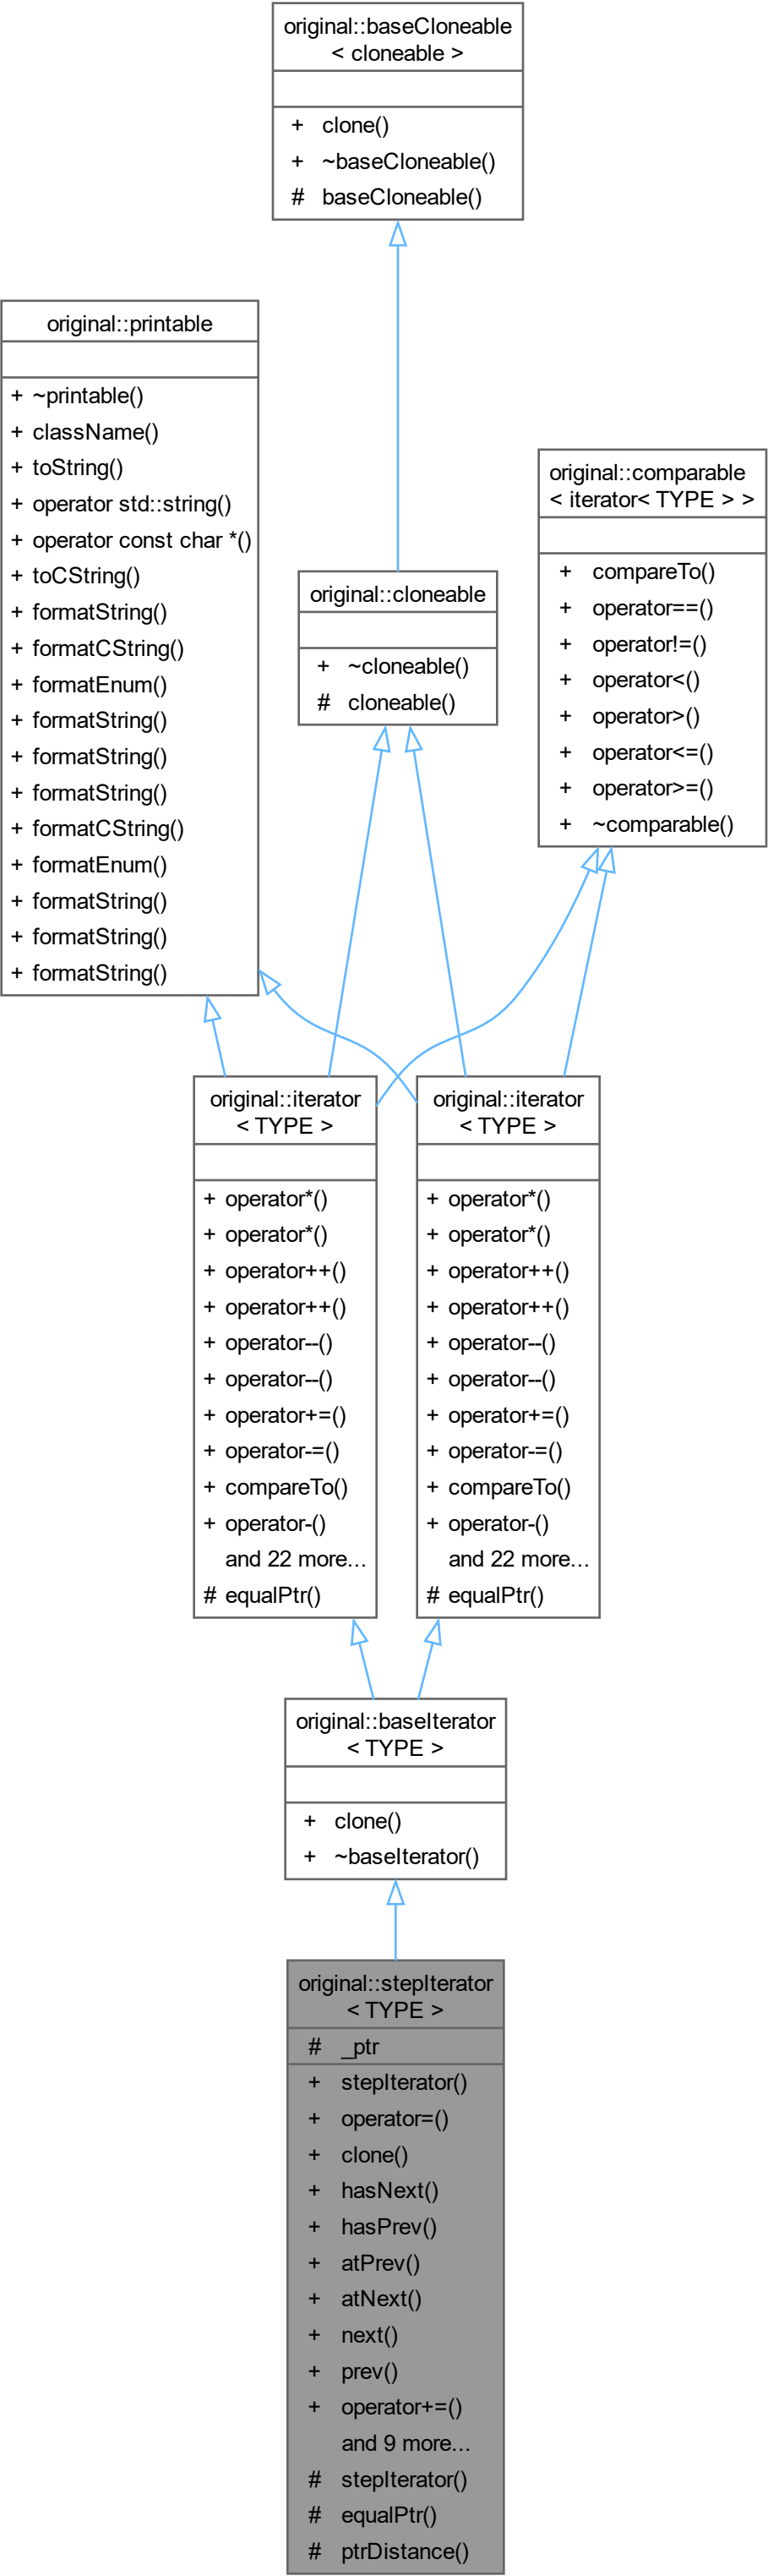 original::baseCloneable
< cloneable >
+ clone()
+ ~baseCloneable()
# baseCloneable()
original::printable
+ ~printable()
+ className()
+ toString()
+ operator std::string()
+ operator const char *()
+ toCString()
+ formatString()
+ formatCString()
+ formatEnum()
+ formatString()
+ formatString()
+ formatString()
+ formatCString()
+ formatEnum()
+ formatString()
+ formatString()
+ formatString()
original::comparable
< iterator< TYPE > >
+ compareTo()
+ operator==()
+ operator!=()
+ operator<()
+ operator>()
+ operator<=()
+ operator>=()
+ ~comparable()
original::cloneable
+ ~cloneable()
# cloneable()
original::iterator
< TYPE >
+ operator*()
+ operator*()
+ operator++()
+ operator++()
+ operator--()
+ operator--()
+ operator+=()
+ operator-=()
+ compareTo()
+ operator-()
and 22 more...
# equalPtr()
original::iterator
< TYPE >
+ operator*()
+ operator*()
+ operator++()
+ operator++()
+ operator--()
+ operator--()
+ operator+=()
+ operator-=()
+ compareTo()
+ operator-()
and 22 more...
# equalPtr()
original::baseIterator
< TYPE >
+ clone()
+ ~baseIterator()
original::stepIterator
< TYPE >
# _ptr
+ stepIterator()
+ operator=()
+ clone()
+ hasNext()
+ hasPrev()
+ atPrev()
+ atNext()
+ next()
+ prev()
+ operator+=()
and 9 more...
# stepIterator()
# equalPtr()
# ptrDistance()